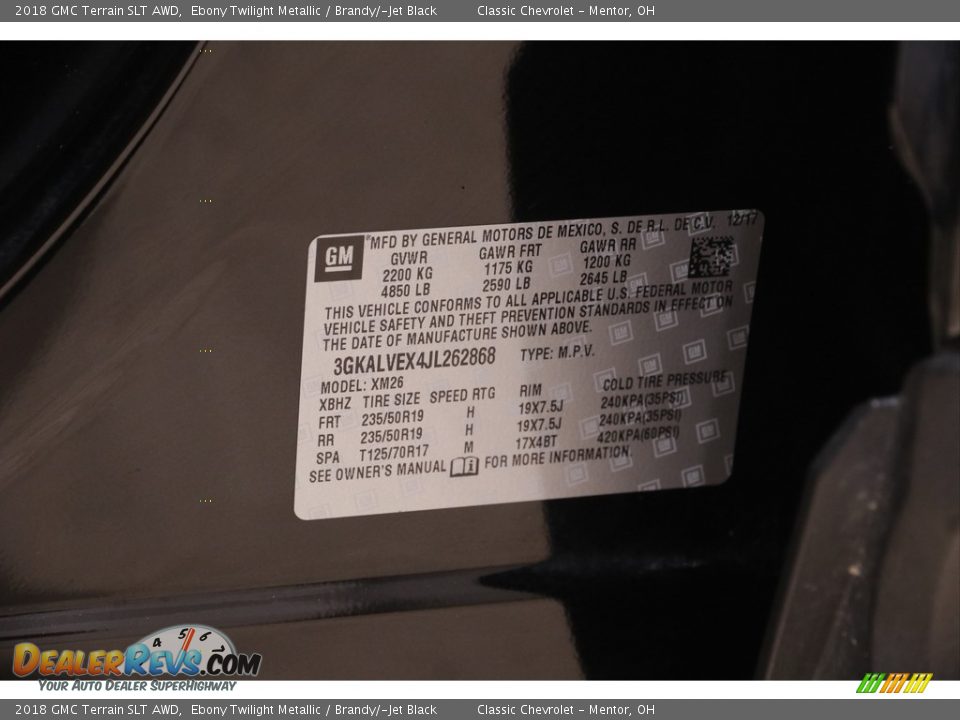 2018 GMC Terrain SLT AWD,  Ebony Twilight Metallic / Brandy/­Jet Black  Classic Chevrolet - Mentor, OH
GM
®MFD BY GENERAL MOTORS DE MEXICO, S. DE R.L. DE C.V. 12/17
GVWR GAWR FRT GAWR RR
2200 KG 1175 KG 1200 KG
4850 LB 2590 LB 2645 LB
THIS VEHICLE CONFORMS TO ALL APPLICABLE U.S. FEDERAL MOTOR
VEHICLE SAFETY AND THEFT PREVENTION STANDARDS IN EFFECT ON
THE DATE OF MANUFACTURE SHOWN ABOVE.
3GKALVEX4JL262868 TYPE: M.P.V.
MODEL: XM26
XBHZ TIRE SIZE SPEED RTG RIM COLD TIRE PRESSURE
FRT 235/50R19 H 19X7.5J 240KPA(35PSI)
RR 235/50R19 H 19X7.5J 240KPA(35PSI)
SPA T125/70R17 M 17X4BT 420KPA(60PSI)
SEE OWNER'S MANUAL FOR MORE INFORMATION.
4 5 6
DEALERREVS.COM
YOUR AUTO DEALER SUPERHIGHWAY
2018 GMC Terrain SLT AWD,  Ebony Twilight Metallic / Brandy/­Jet Black  Classic Chevrolet - Mentor, OH